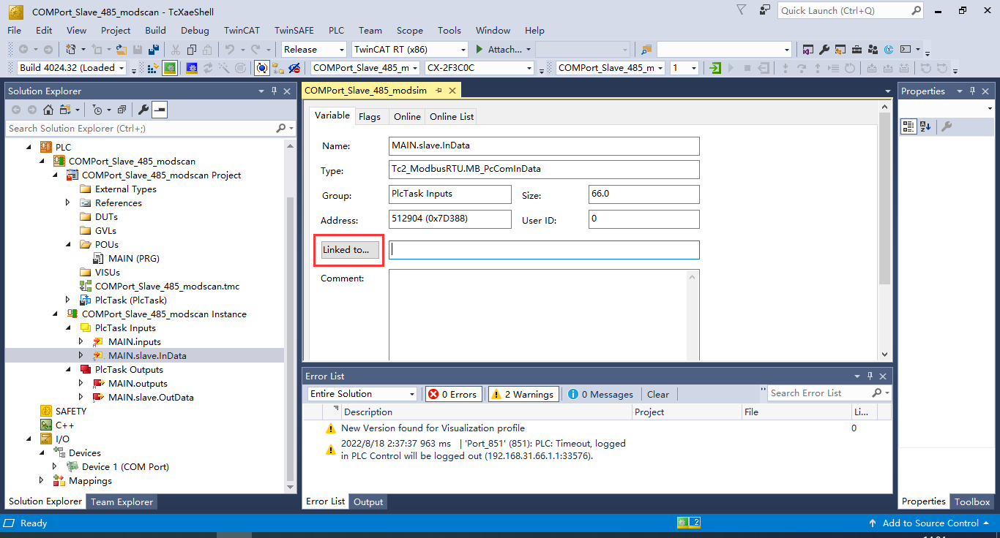 COMPort_Slave_485_modscan - TcXaeShell
Quick Launch (Ctrl+Q)
File Edit View Project Build Debug TwinCAT TwinSAFE PLC Team Scope Tools Window Help
Release TwinCAT RT (x86) Attach...
Build 4024.32 (Loaded COMPort_Slave_485_m CX-2F3C0C COMPort_Slave_485_m 1
Solution Explorer
Search Solution Explorer (Ctrl+;)
PLC
COMPort_Slave_485_modscan
COMPort_Slave_485_modscan Project
External Types
References
DUTs
GVLs
POUs
MAIN (PRG)
VISUs
COMPort_Slave_485_modscan.tmc
PlcTask (PlcTask)
COMPort_Slave_485_modscan Instance
PlcTask Inputs
MAIN.inputs
MAIN.slave.InData
PlcTask Outputs
MAIN.outputs
MAIN.slave.OutData
SAFETY
C++
I/O
Devices
Device 1 (COM Port)
Mappings
Solution Explorer Team Explorer
COMPort_Slave_485_modsim
Variable Flags Online Online List
Name: MAIN.slave.InData
Type: Tc2_ModbusRTU.MB_PcComInData
Group: PlcTask Inputs Size: 66.0
Address: 512904 (0x7D388) User ID: 0
Linked to...
Comment:
Error List
Entire Solution 0 Errors 2 Warnings 0 Messages Clear Search Error List
Description Project File Li...
New Version found for Visualization profile 0
2022/8/18 2:37:37 963 ms | 'Port_851' (851): PLC: Timeout, logged
in PLC Control will be logged out (192.168.31.66.1.1:33576).
Error List Output
Properties
Properties Toolbox
Ready 2 Add to Source Control